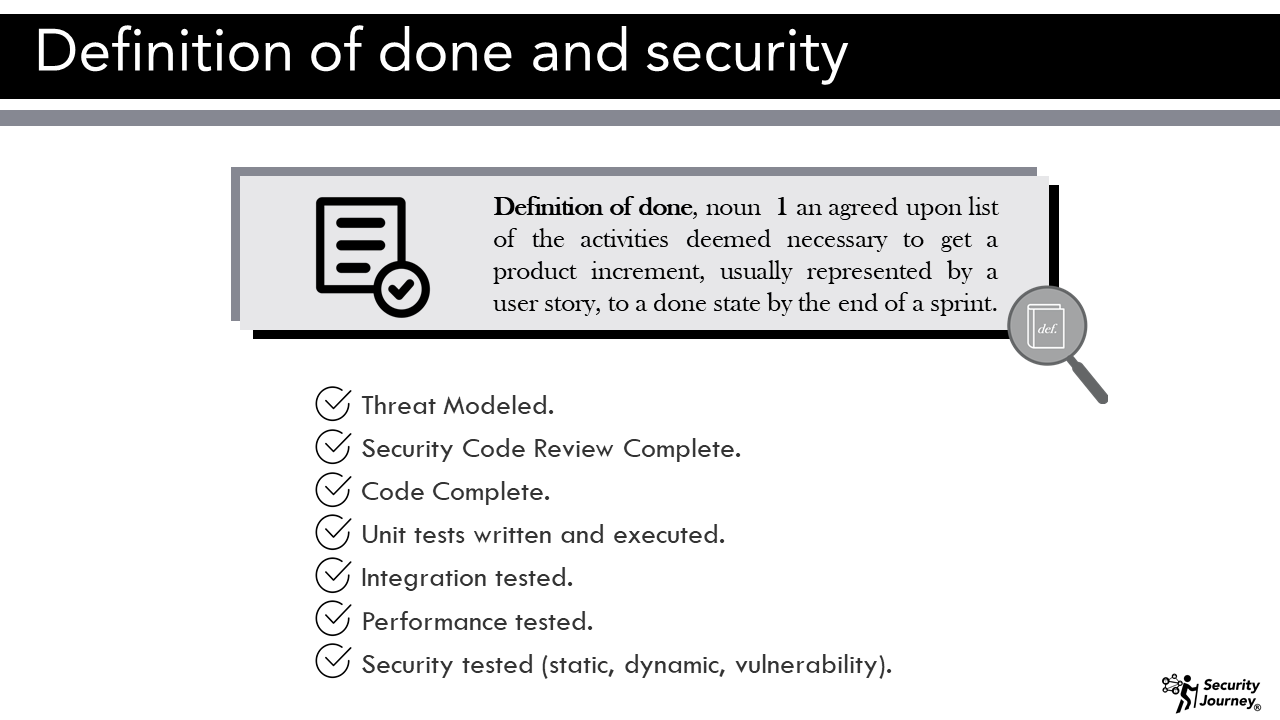 Definition of done and security
Definition of done, noun 1 an agreed upon list
of the activities deemed necessary to get a
product increment, usually represented by a
user story, to a done state by the end of a sprint.
def.
Threat Modeled.
Security Code Review Complete.
Code Complete.
Unit tests written and executed.
Integration tested.
Performance tested.
Security tested (static, dynamic, vulnerability).
Security
Journey®